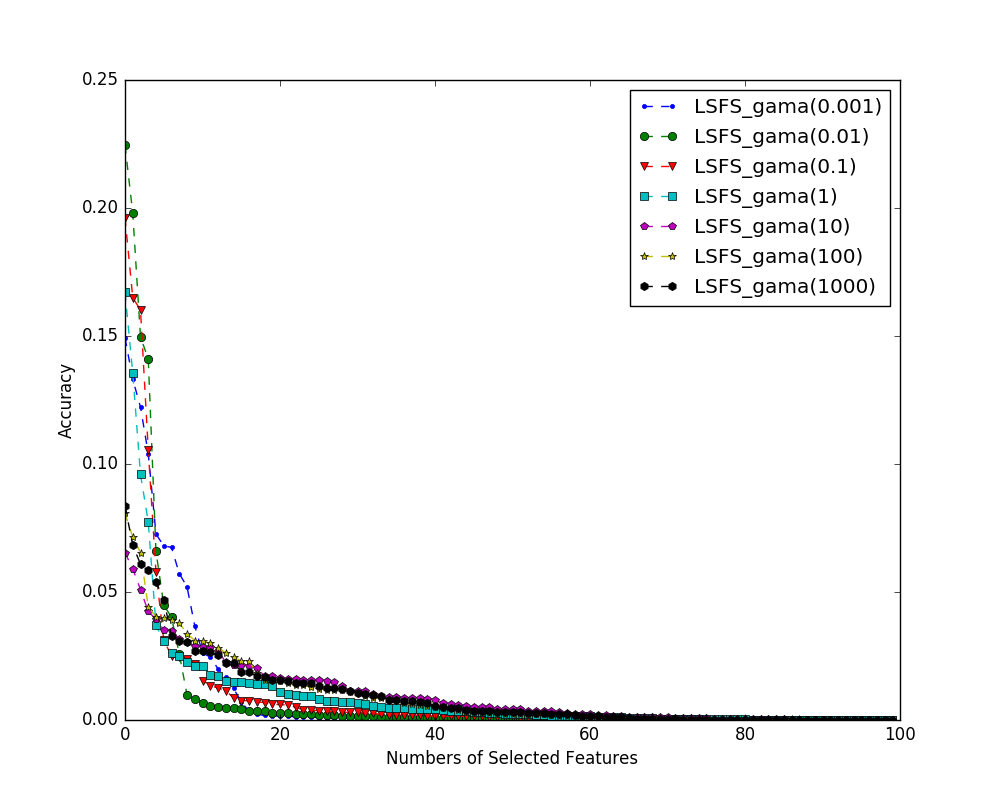 0.25
0.20
0.15
0.10
0.05
0.00
Accuracy
LSFS_gama(0.001)
LSFS_gama(0.01)
LSFS_gama(0.1)
LSFS_gama(1)
LSFS_gama(10)
LSFS_gama(100)
LSFS_gama(1000)
0 20 40 60 80 100
Numbers of Selected Features